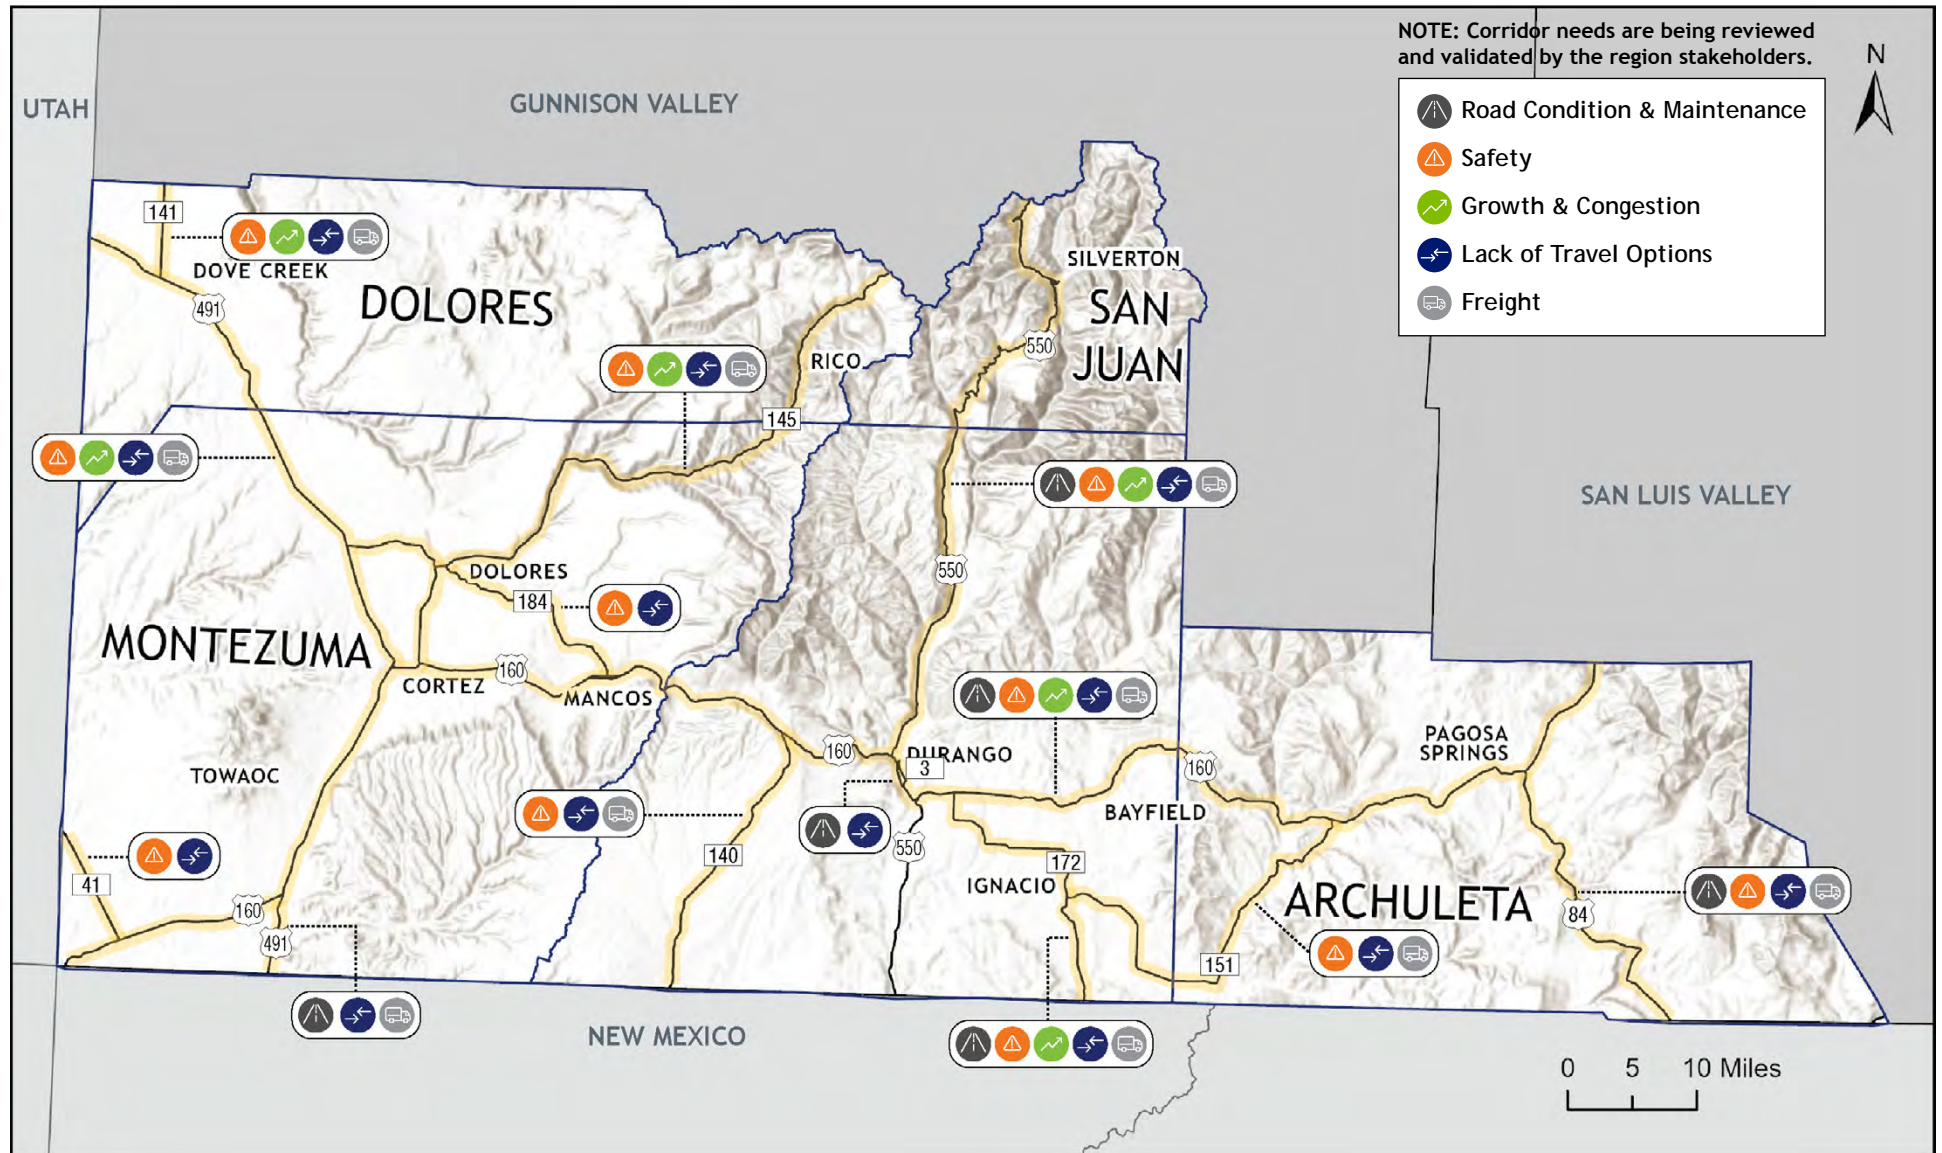 NOTE: Corridor needs are being reviewed
and validated by the region stakeholders.
N
Road Condition & Maintenance
Safety
Growth & Congestion
Lack of Travel Options
Freight
UTAH
GUNNISON VALLEY
141
DOVE CREEK
491
DOLORES
SILVERTON
SAN
JUAN
550
RICO
145
SAN LUIS VALLEY
550
DOLORES
184
MONTEZUMA
160
CORTEZ
MANCOS
TOWAOC
160
DURANGO
3
160
PAGOSA
SPRINGS
BAYFIELD
140
550
172
IGNACIO
41
160
491
ARCHULETA
84
151
NEW MEXICO
0 5 10 Miles